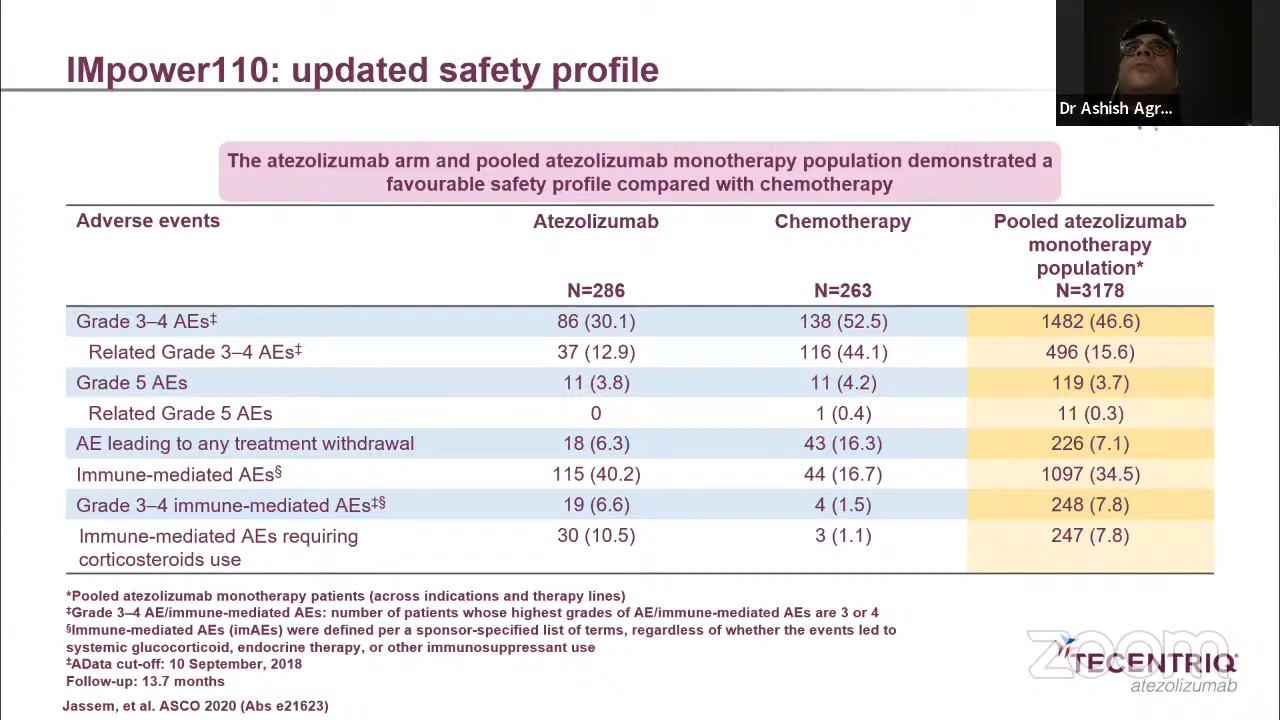 IMpower110: updated safety profile
Dr Ashish Agr...
The atezolizumab arm and pooled atezolizumab monotherapy population demonstrated a
favourable safety profile compared with chemotherapy
Adverse events Atezolizumab Chemotherapy Pooled atezolizumab
monotherapy
population*
N=286 N=263 N=3178
Grade 3–4 AEs‡ 86 (30.1) 138 (52.5) 1482 (46.6)
Related Grade 3–4 AEs‡ 37 (12.9) 116 (44.1) 496 (15.6)
Grade 5 AEs 11 (3.8) 11 (4.2) 119 (3.7)
Related Grade 5 AEs 0 1 (0.4) 11 (0.3)
AE leading to any treatment withdrawal 18 (6.3) 43 (16.3) 226 (7.1)
Immune-mediated AEs§ 115 (40.2) 44 (16.7) 1097 (34.5)
Grade 3–4 immune-mediated AEs‡§ 19 (6.6) 4 (1.5) 248 (7.8)
Immune-mediated AEs requiring 30 (10.5) 3 (1.1) 247 (7.8)
corticosteroids use
*Pooled atezolizumab monotherapy patients (across indications and therapy lines)
‡Grade 3–4 AE/immune-mediated AEs: number of patients whose highest grades of AE/immune-mediated AEs are 3 or 4
§Immune-mediated AEs (imAEs) were defined per a sponsor-specified list of terms, regardless of whether the events led to
systemic glucocorticoid, endocrine therapy, or other immunosuppressant use
‡AData cut-off: 10 September, 2018
Follow-up: 13.7 months
Jassem, et al. ASCO 2020 (Abs e21623)
zoom
TECENTRIQ®
atezolizumab